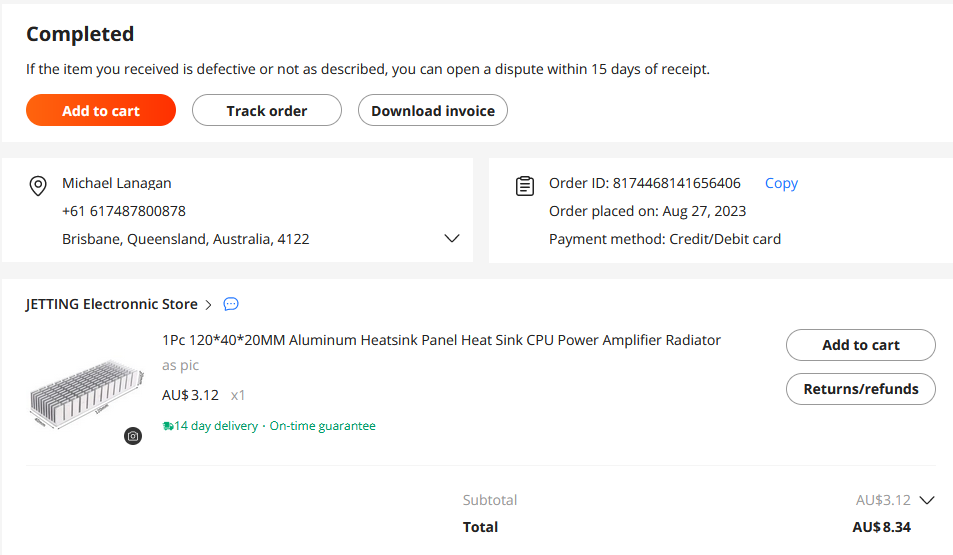 Completed
If the item you received is defective or not as described, you can open a dispute within 15 days of receipt.
Add to cart
Track order
Download invoice
Michael Lanagan
+61 617487800878
Brisbane, Queensland, Australia, 4122
Order ID: 8174468141656406
Copy
Order placed on: Aug 27, 2023
Payment method: Credit/Debit card
JETTING Electronnic Store
1Pc 120*40*20MM Aluminum Heatsink Panel Heat Sink CPU Power Amplifier Radiator
as pic
AU$3.12 x1
14 day delivery · On-time guarantee
Add to cart
Returns/refunds
Subtotal AU$3.12
Total AU$8.34